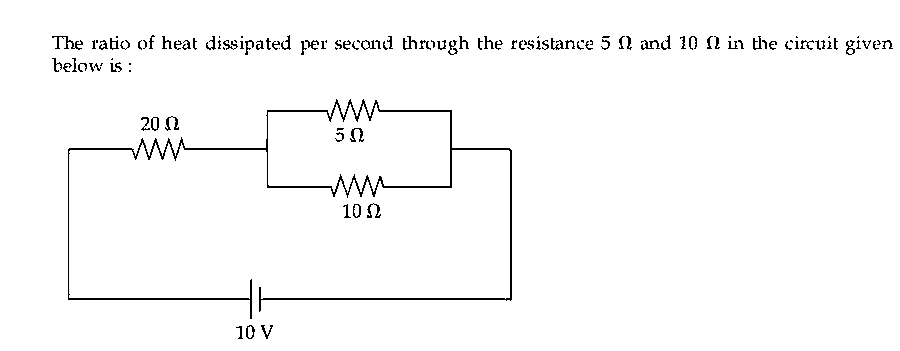 The ratio of heat dissipated per second through the resistance 5 Ω and 10 Ω in the circuit given
below is :
20 Ω
5 Ω
10 Ω
10 V